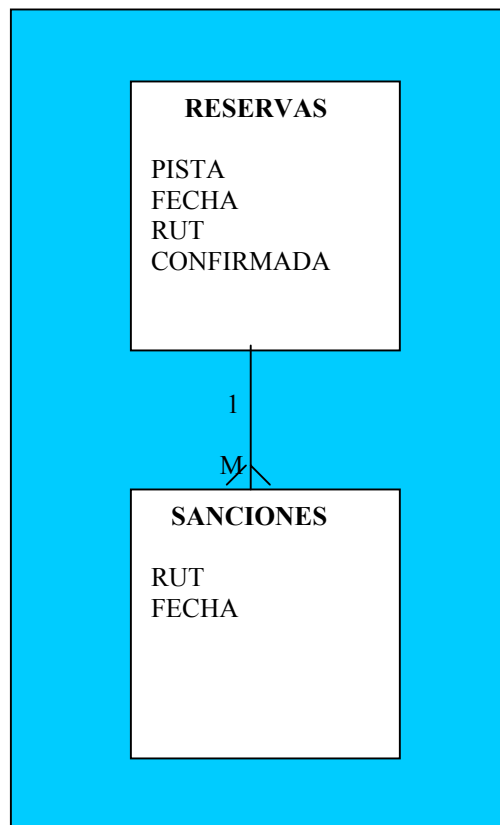 RESERVAS
PISTA
FECHA
RUT
CONFIRMADA
1
M
SANCIONES
RUT
FECHA